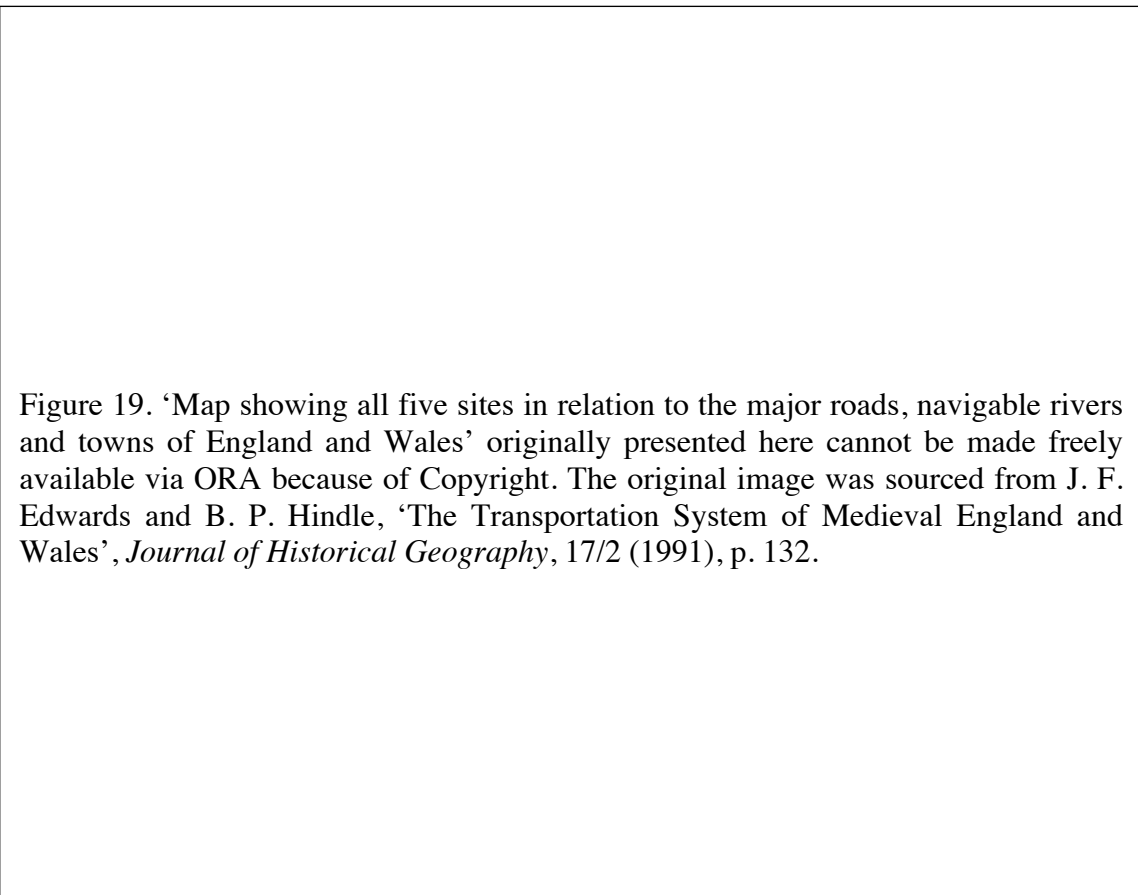 Figure 19. ‘Map showing all five sites in relation to the major roads, navigable rivers
and towns of England and Wales’ originally presented here cannot be made freely
available via ORA because of Copyright. The original image was sourced from J. F.
Edwards and B. P. Hindle, ‘The Transportation System of Medieval England and
Wales’, Journal of Historical Geography, 17/2 (1991), p. 132.